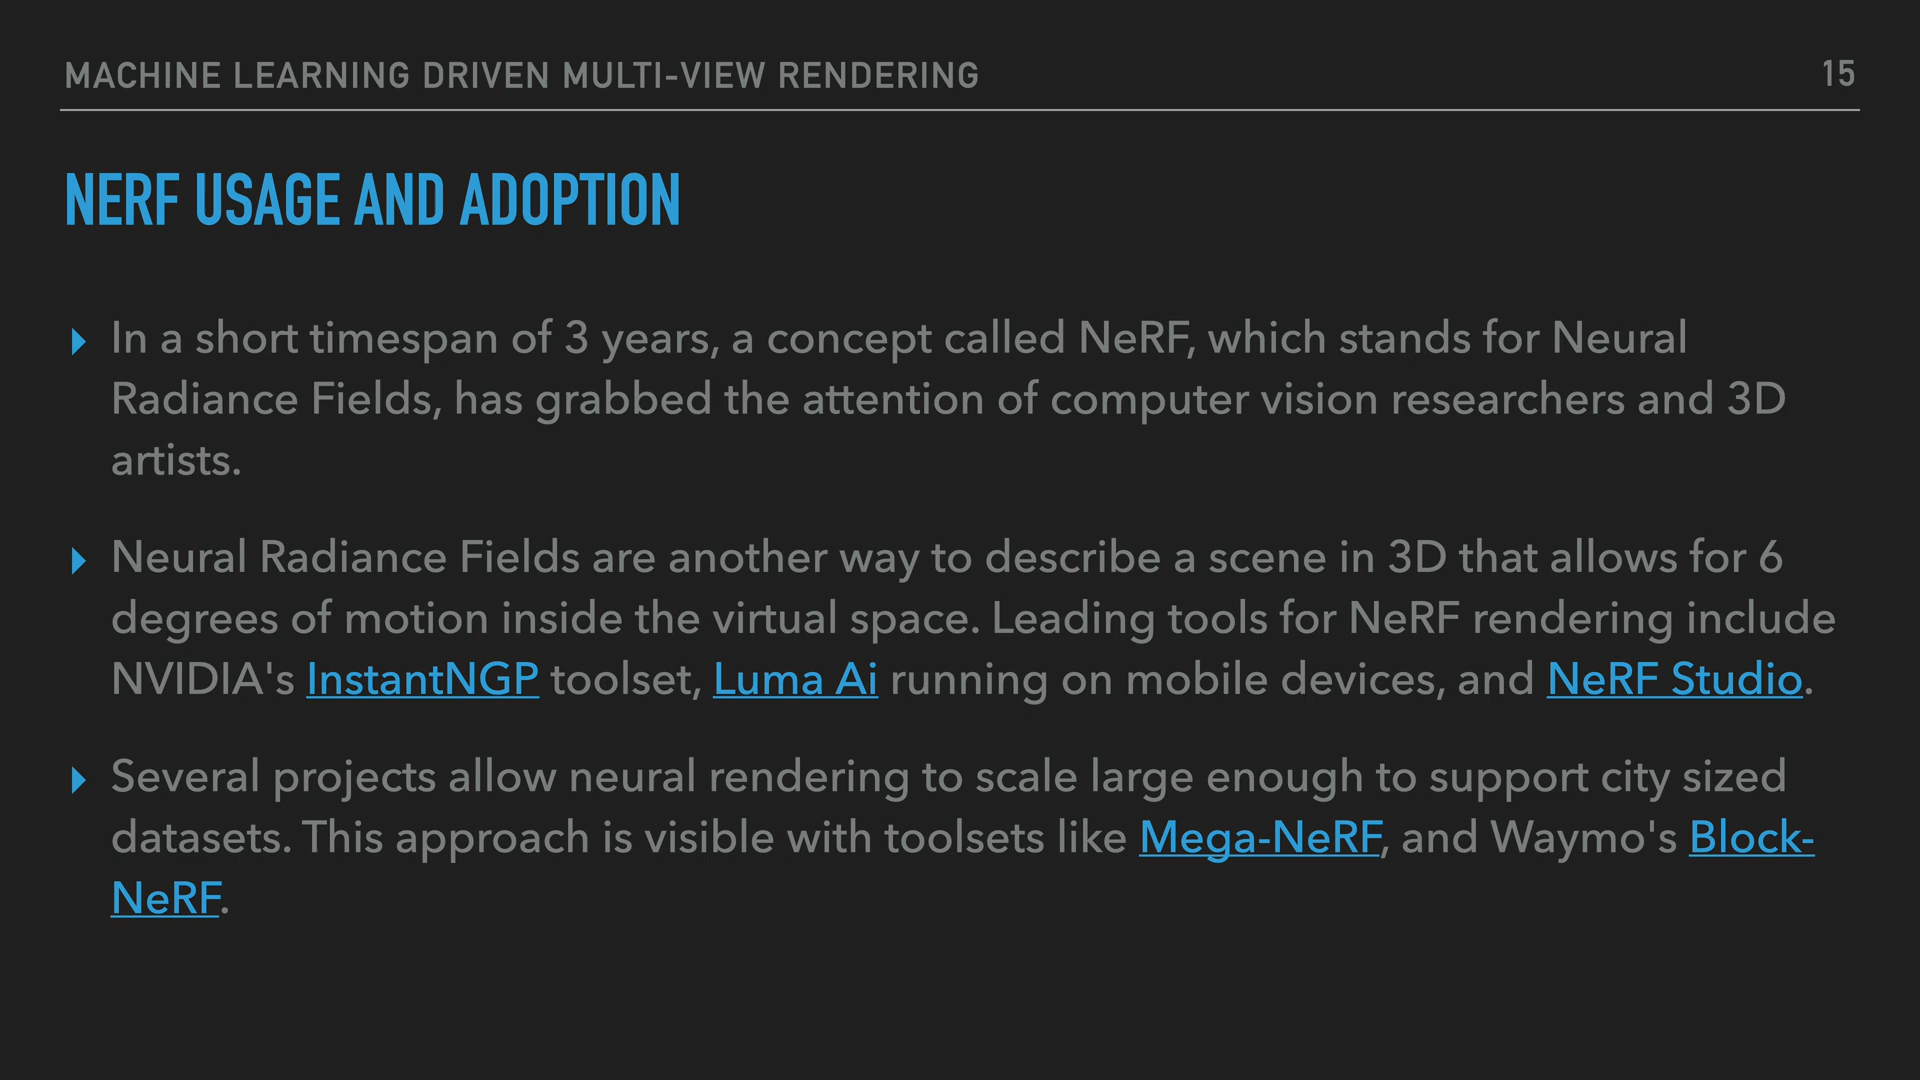 MACHINE LEARNING DRIVEN MULTI-VIEW RENDERING
15
NERF USAGE AND ADOPTION
In a short timespan of 3 years, a concept called NeRF, which stands for Neural
Radiance Fields, has grabbed the attention of computer vision researchers and 3D
artists.
Neural Radiance Fields are another way to describe a scene in 3D that allows for 6
degrees of motion inside the virtual space. Leading tools for NeRF rendering include
NVIDIA's InstantNGP toolset, Luma Ai running on mobile devices, and NeRF Studio.
Several projects allow neural rendering to scale large enough to support city sized
datasets. This approach is visible with toolsets like Mega-NeRF, and Waymo's Block-
NeRF.